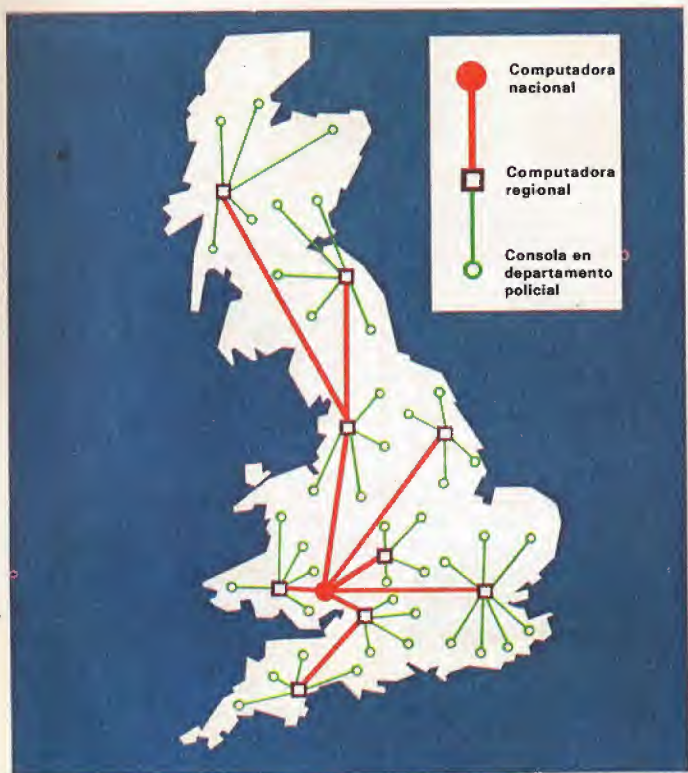 Computadora
nacional
Computadora
regional
Consola en
departamento
policial